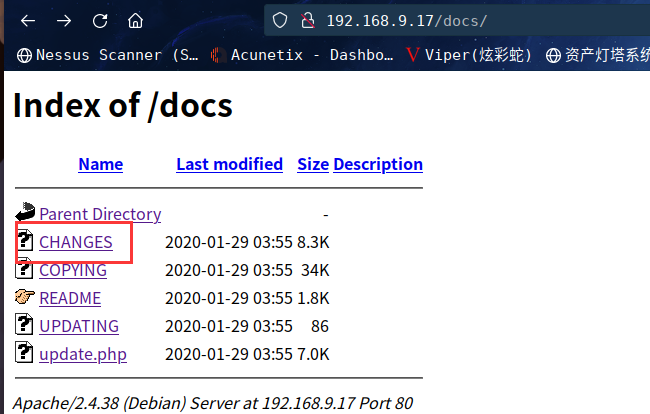 192.168.9.17/docs/
Nessus Scanner (S… Acunetix - Dashbo… Viper(炫彩蛇) 资产灯塔系统
Index of /docs
Name Last modified Size Description
Parent Directory -
CHANGES 2020-01-29 03:55 8.3K
COPYING 2020-01-29 03:55 34K
README 2020-01-29 03:55 1.8K
UPDATING 2020-01-29 03:55 86
update.php 2020-01-29 03:55 7.0K
Apache/2.4.38 (Debian) Server at 192.168.9.17 Port 80